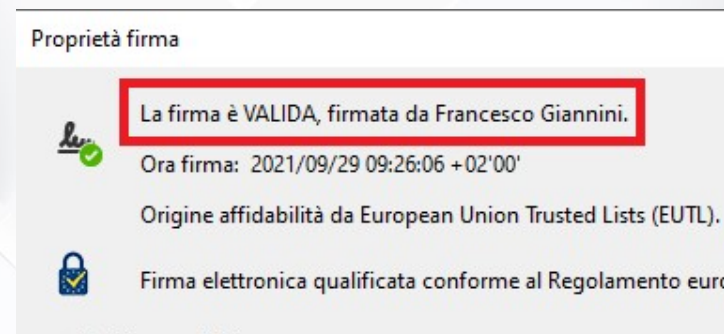 Proprietà firma
La firma è VALIDA, firmata da Francesco Giannini.
Ora firma: 2021/09/29 09:26:06 +02'00'
Origine affidabilità da European Union Trusted Lists (EUTL).
Firma elettronica qualificata conforme al Regolamento